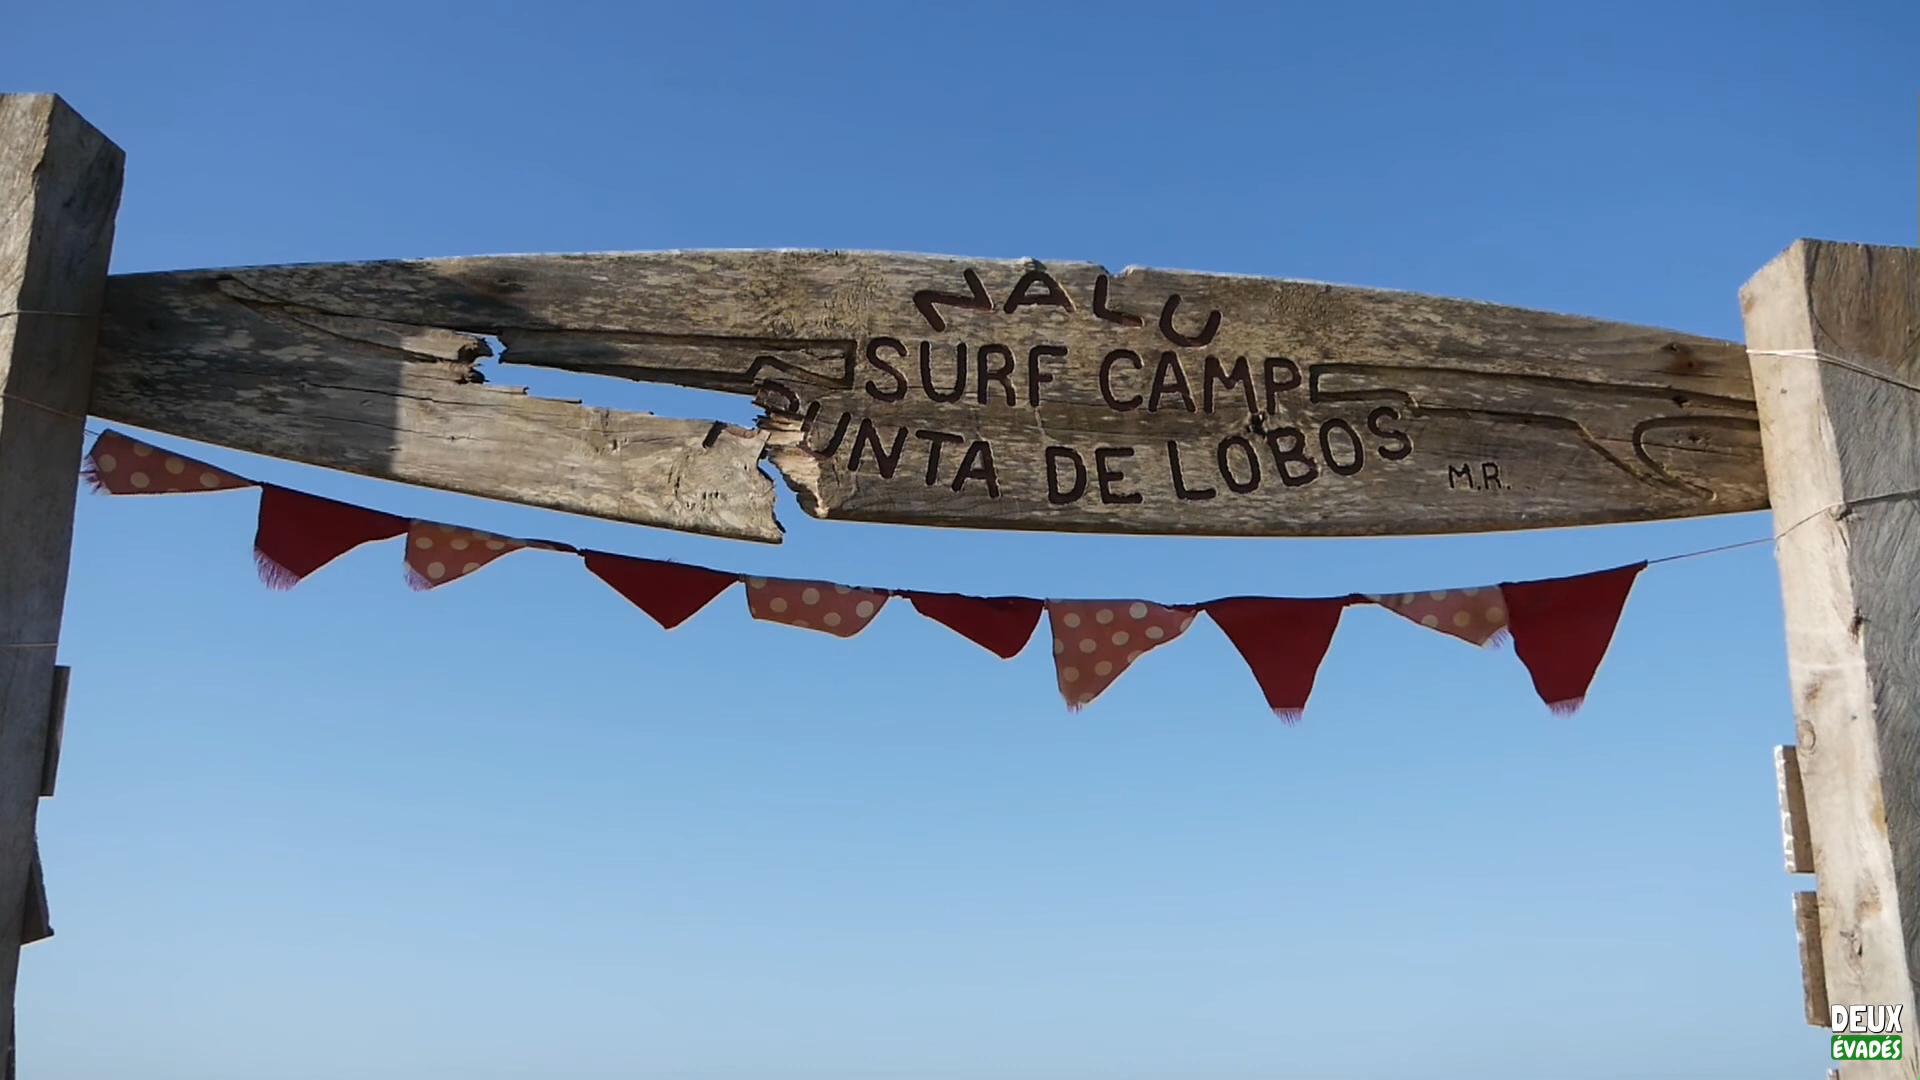 NALU
SURF CAMP
PUNTA DE LOBOS
M.R.
DEUX
ÉVADÉS